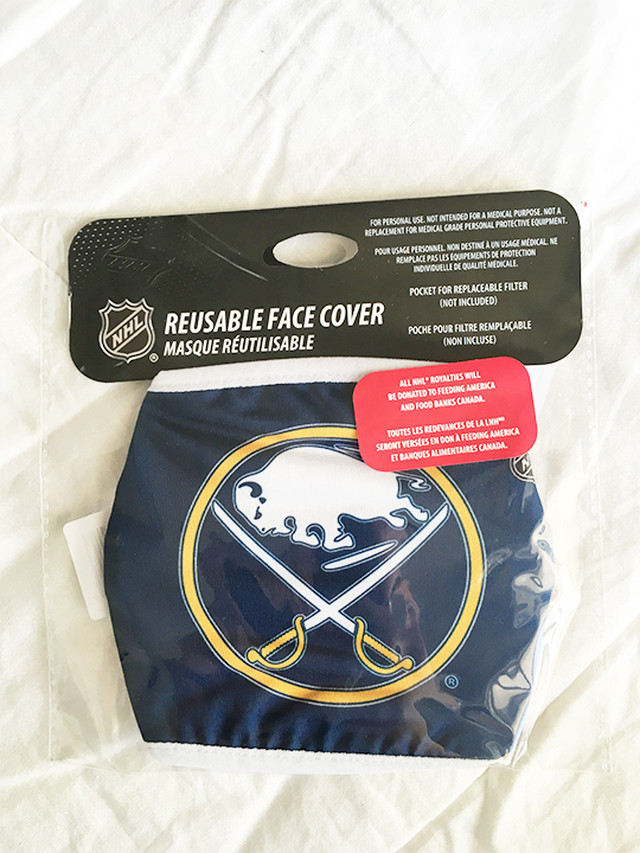 FOR PERSONAL USE. NOT INTENDED FOR A MEDICAL PURPOSE. NOT A
REPLACEMENT FOR MEDICAL GRADE PERSONAL PROTECTIVE EQUIPMENT.
POUR USAGE PERSONNEL. NON DESTINÉ À UN USAGE MÉDICAL. NE
REMPLACE PAS LES ÉQUIPEMENTS DE PROTECTION
INDIVIDUELLE DE QUALITÉ MÉDICALE.
POCKET FOR REPLACEABLE FILTER
(NOT INCLUDED)
POCHE POUR FILTRE REMPLAÇABLE
(NON INCLUSE)
NHL
®
REUSABLE FACE COVER
MASQUE RÉUTILISABLE
ALL NHL® ROYALTIES WILL
BE DONATED TO FEEDING AMERICA
AND FOOD BANKS CANADA.
TOUTES LES REDEVANCES DE LA LNHᴹᴰ
SERONT VERSÉES EN DON À FEEDING AMERICA
ET BANQUES ALIMENTAIRES CANADA.
®